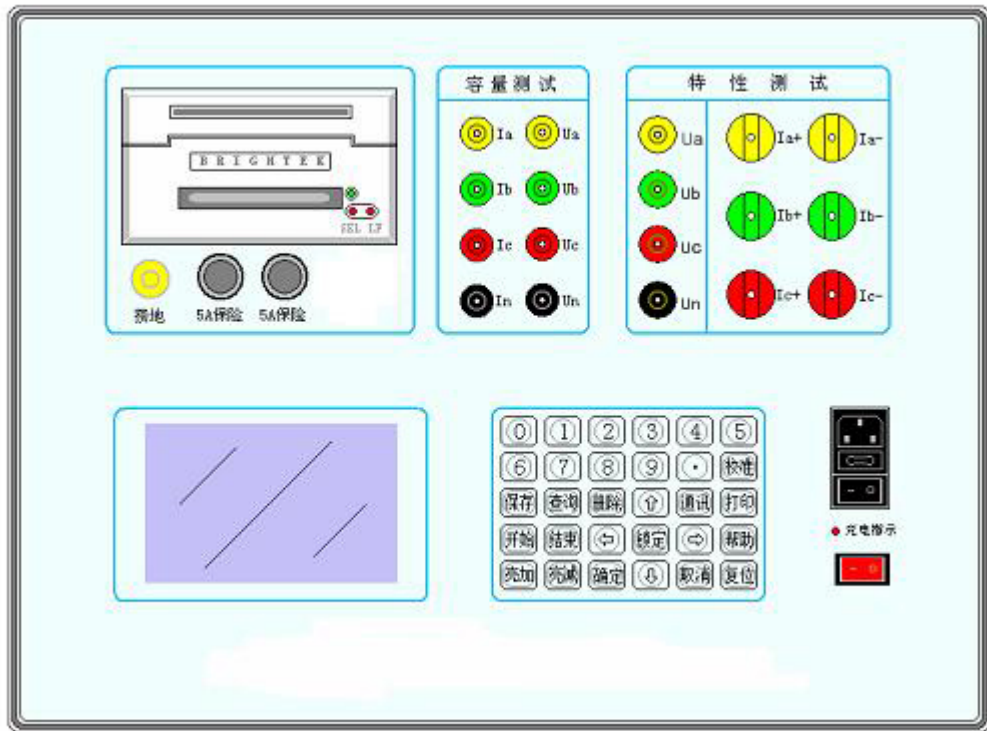 BRIGHTEK
SEL LF
接地 5A保险 5A保险
容量测试
Ia Ua
Ib Ub
Ic Uc
In Un
特性测试
Ua Ia+ Ia-
Ub Ib+ Ib-
Uc Ic+ Ic-
Un
0 1 2 3 4 5
6 7 8 9 · 校准
保存 查询 删除 ⇧ 通讯 打印
开始 结束 ⇦ 锁定 ⇨ 帮助
亮加 亮减 确定 ⇩ 取消 复位
- O
充电指示
- O